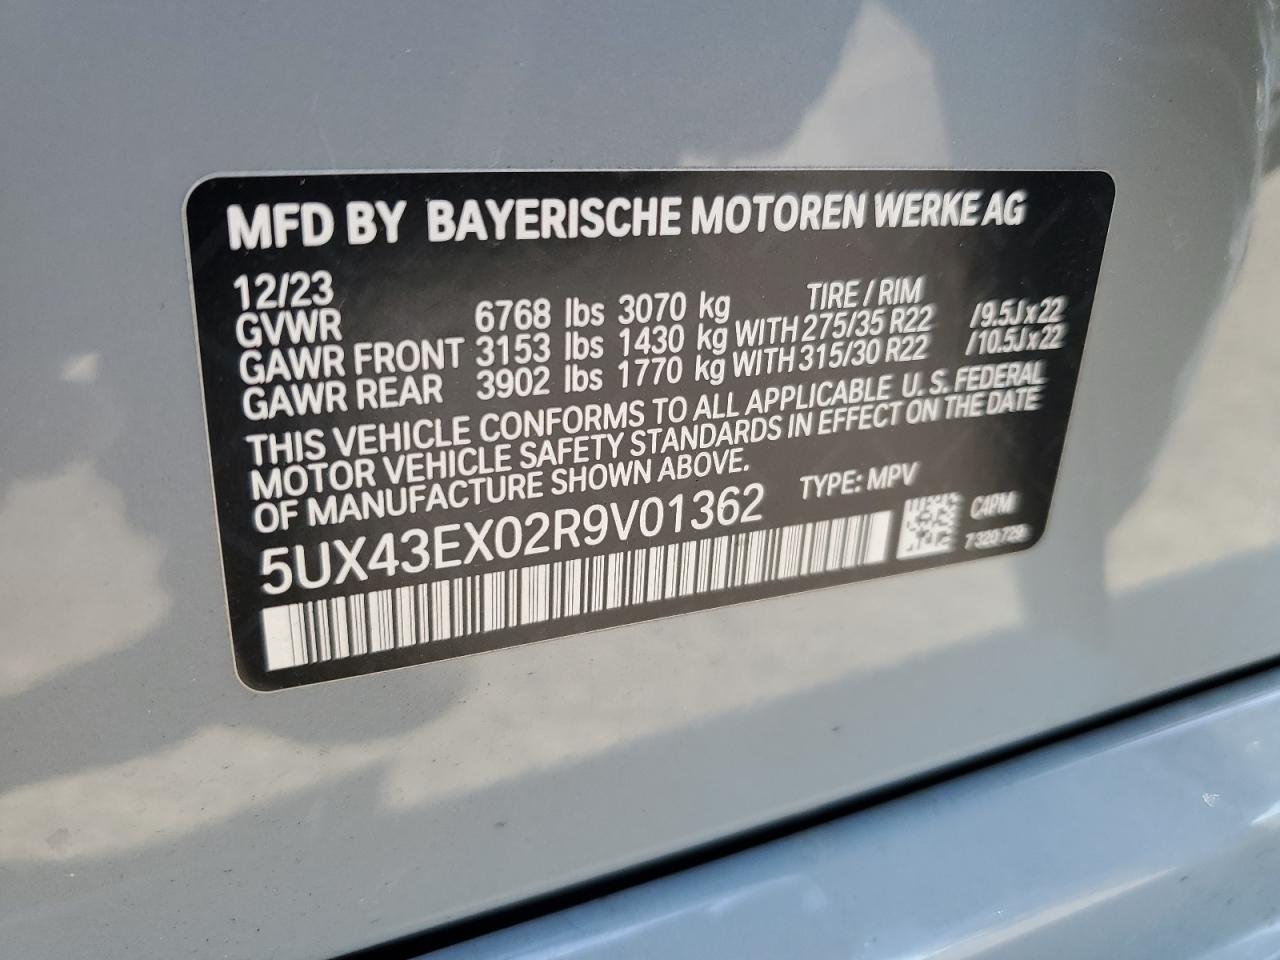 MFD BY BAYERISCHE MOTOREN WERKE AG
12/23 TIRE / RIM
GVWR 6768 lbs 3070 kg
GAWR FRONT 3153 lbs 1430 kg WITH 275/35 R22 /9.5Jx22
GAWR REAR 3902 lbs 1770 kg WITH 315/30 R22 /10.5Jx22
THIS VEHICLE CONFORMS TO ALL APPLICABLE U.S. FEDERAL
MOTOR VEHICLE SAFETY STANDARDS IN EFFECT ON THE DATE
OF MANUFACTURE SHOWN ABOVE.
5UX43EX02R9V01362 TYPE: MPV
C4PM
7 320 729